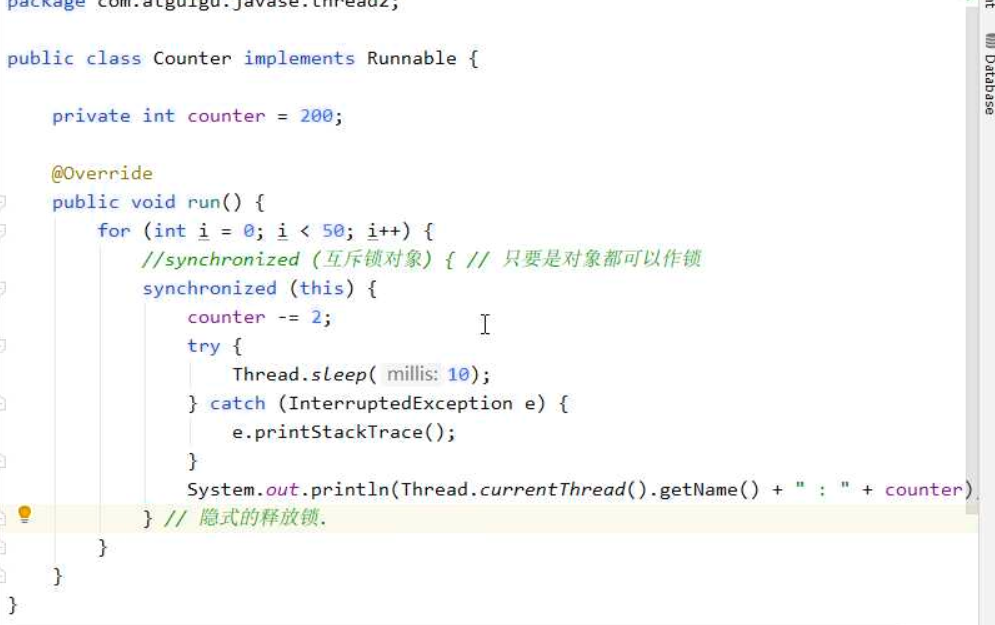 package com.atguigu.javase.thread2;
public class Counter implements Runnable {
private int counter = 200;
@Override
public void run() {
for (int i = 0; i < 50; i++) {
//synchronized (互斥锁对象) { // 只要是对象都可以作锁
synchronized (this) {
counter -= 2;
try {
Thread.sleep( millis: 10);
} catch (InterruptedException e) {
e.printStackTrace();
}
System.out.println(Thread.currentThread().getName() + " : " + counter)
} // 隐式的释放锁.
}
}
}
Database